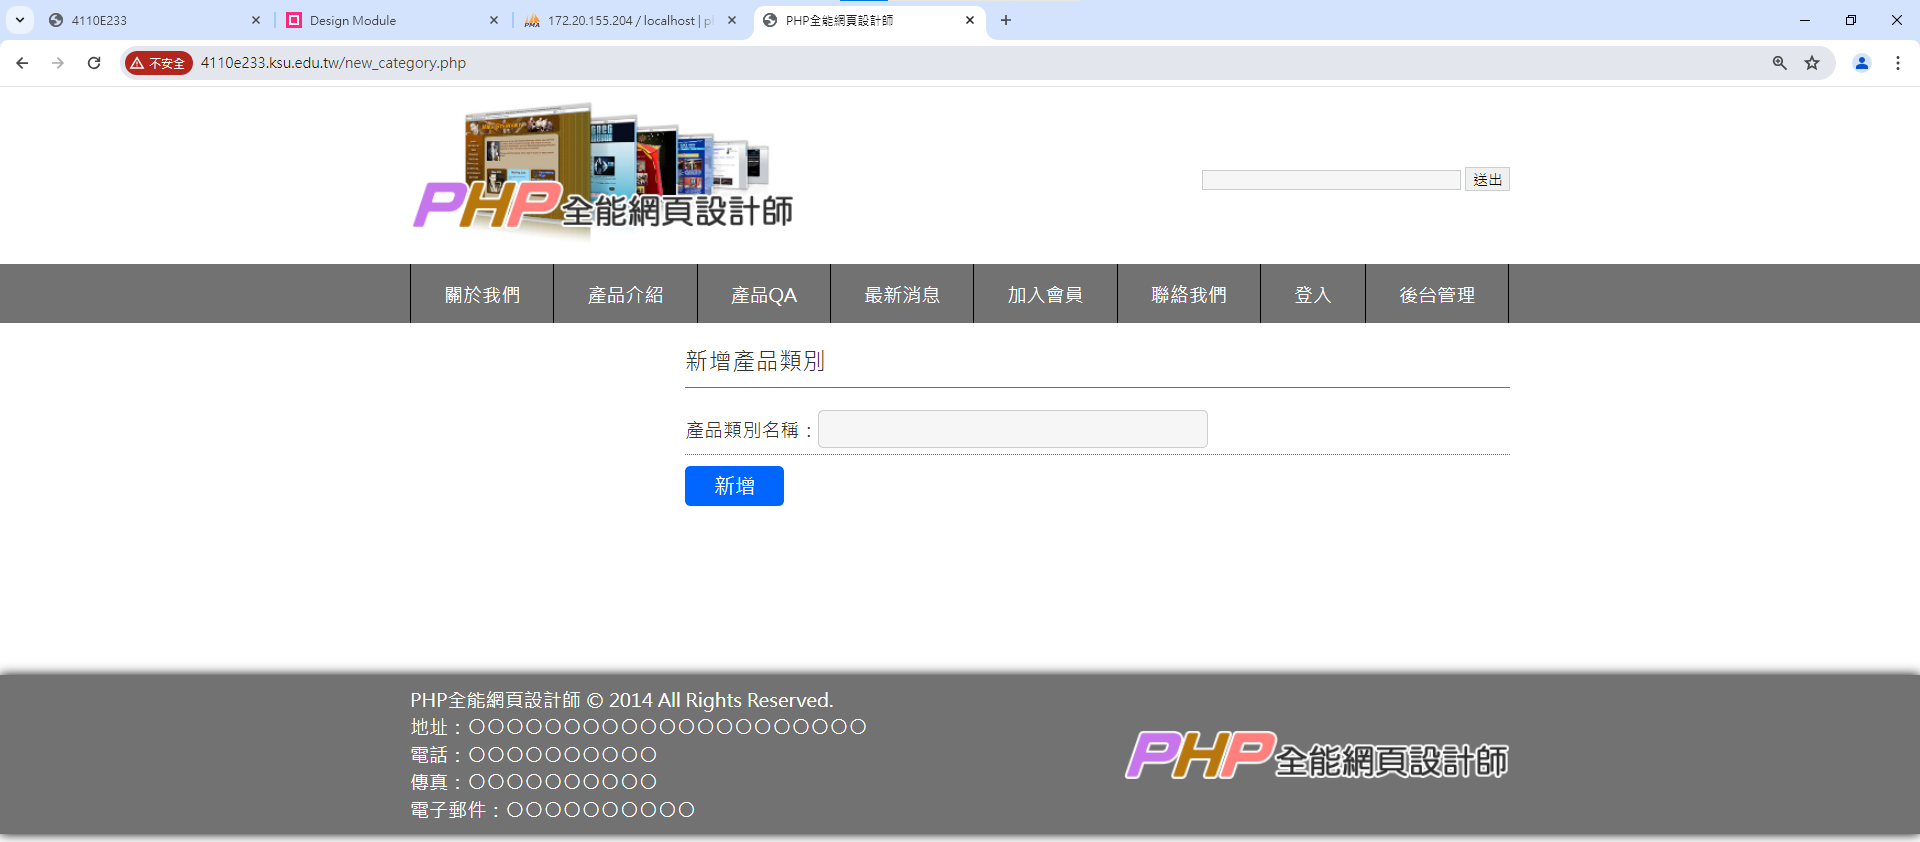 4110E233
Design Module
172.20.155.204 / localhost | p
PHP全能網頁設計師
不安全
4110e233.ksu.edu.tw/new_category.php
PHP全能網頁設計師
送出
關於我們
產品介紹
產品QA
最新消息
加入會員
聯絡我們
登入
後台管理
新增產品類別
產品類別名稱：
新增
PHP全能網頁設計師 © 2014 All Rights Reserved.
地址：〇〇〇〇〇〇〇〇〇〇〇〇〇〇〇〇〇〇〇〇〇
電話：〇〇〇〇〇〇〇〇〇〇
傳真：〇〇〇〇〇〇〇〇〇〇
電子郵件：〇〇〇〇〇〇〇〇〇〇
PHP全能網頁設計師